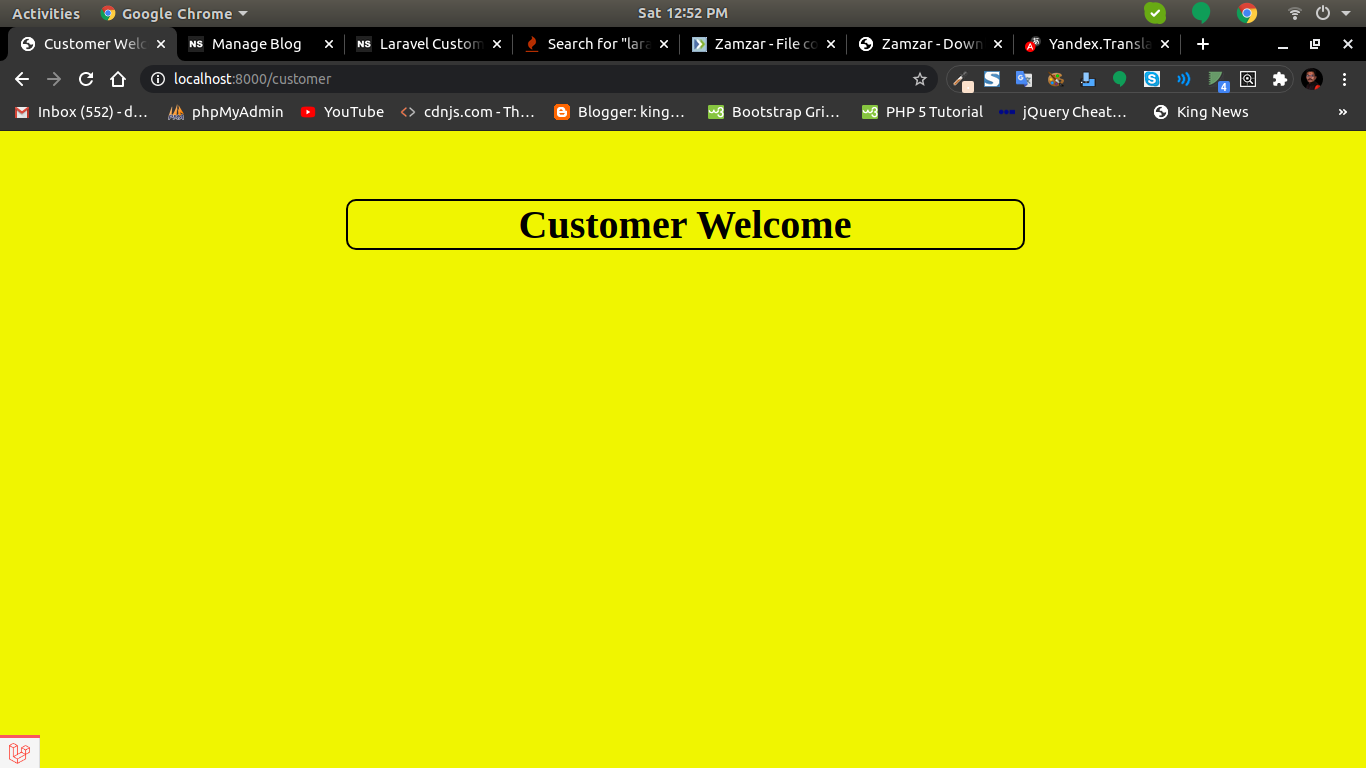 Activities Google Chrome Sat 12:52 PM
Customer Welc NS Manage Blog NS Laravel Custom Search for "lara Zamzar - File co Zamzar - Down Yandex.Transla
localhost:8000/customer 4
Inbox (552) - d… phpMyAdmin YouTube cdnjs.com - Th… Blogger: king… Bootstrap Gri… PHP 5 Tutorial jQuery Cheat… King News »
Customer Welcome